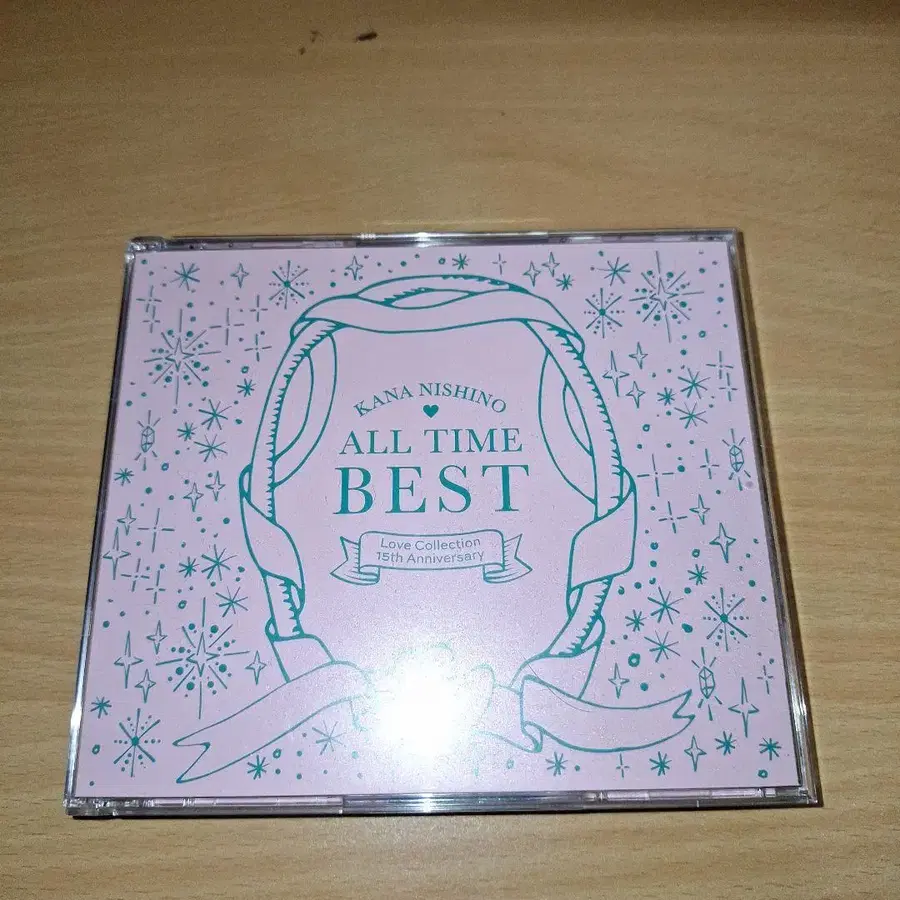 KANA NISHINO
ALL TIME
BEST
Love Collection
15th Anniversary